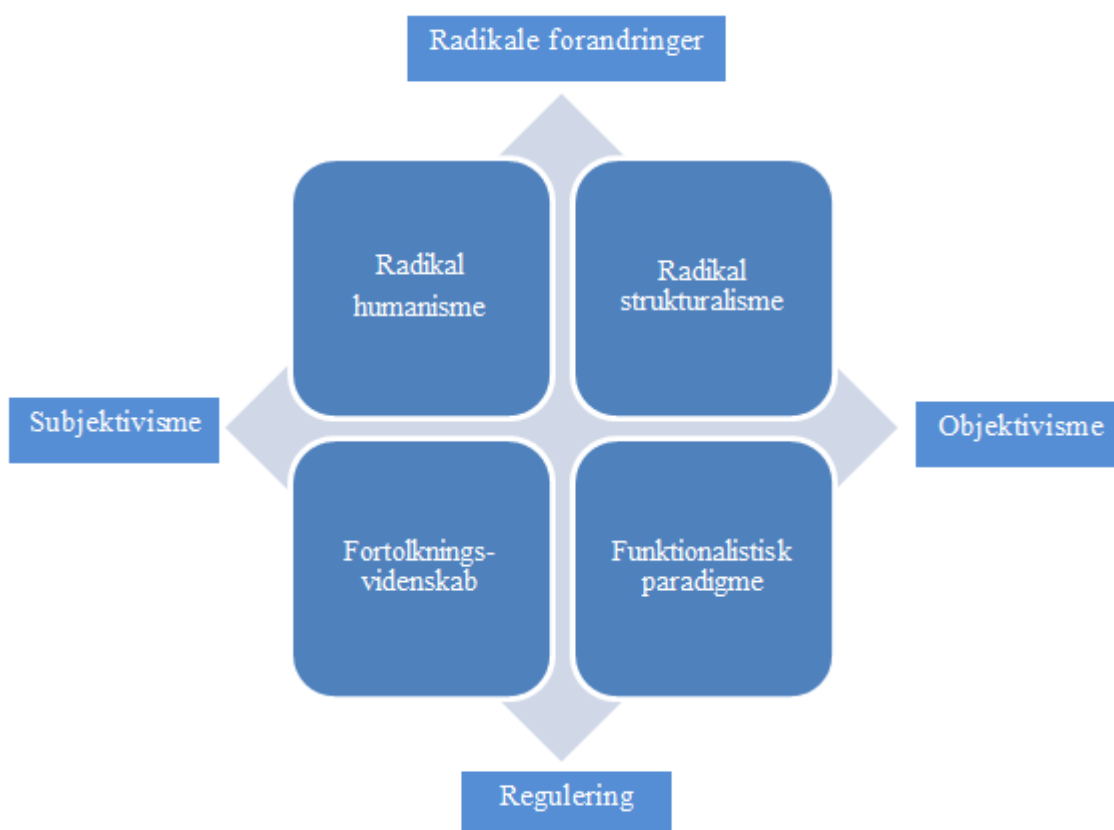 Radikale forandringer
Radikal
humanisme
Radikal
strukturalisme
Subjektivisme
Objektivisme
Fortolknings-
videnskab
Funktionalistisk
paradigme
Regulering